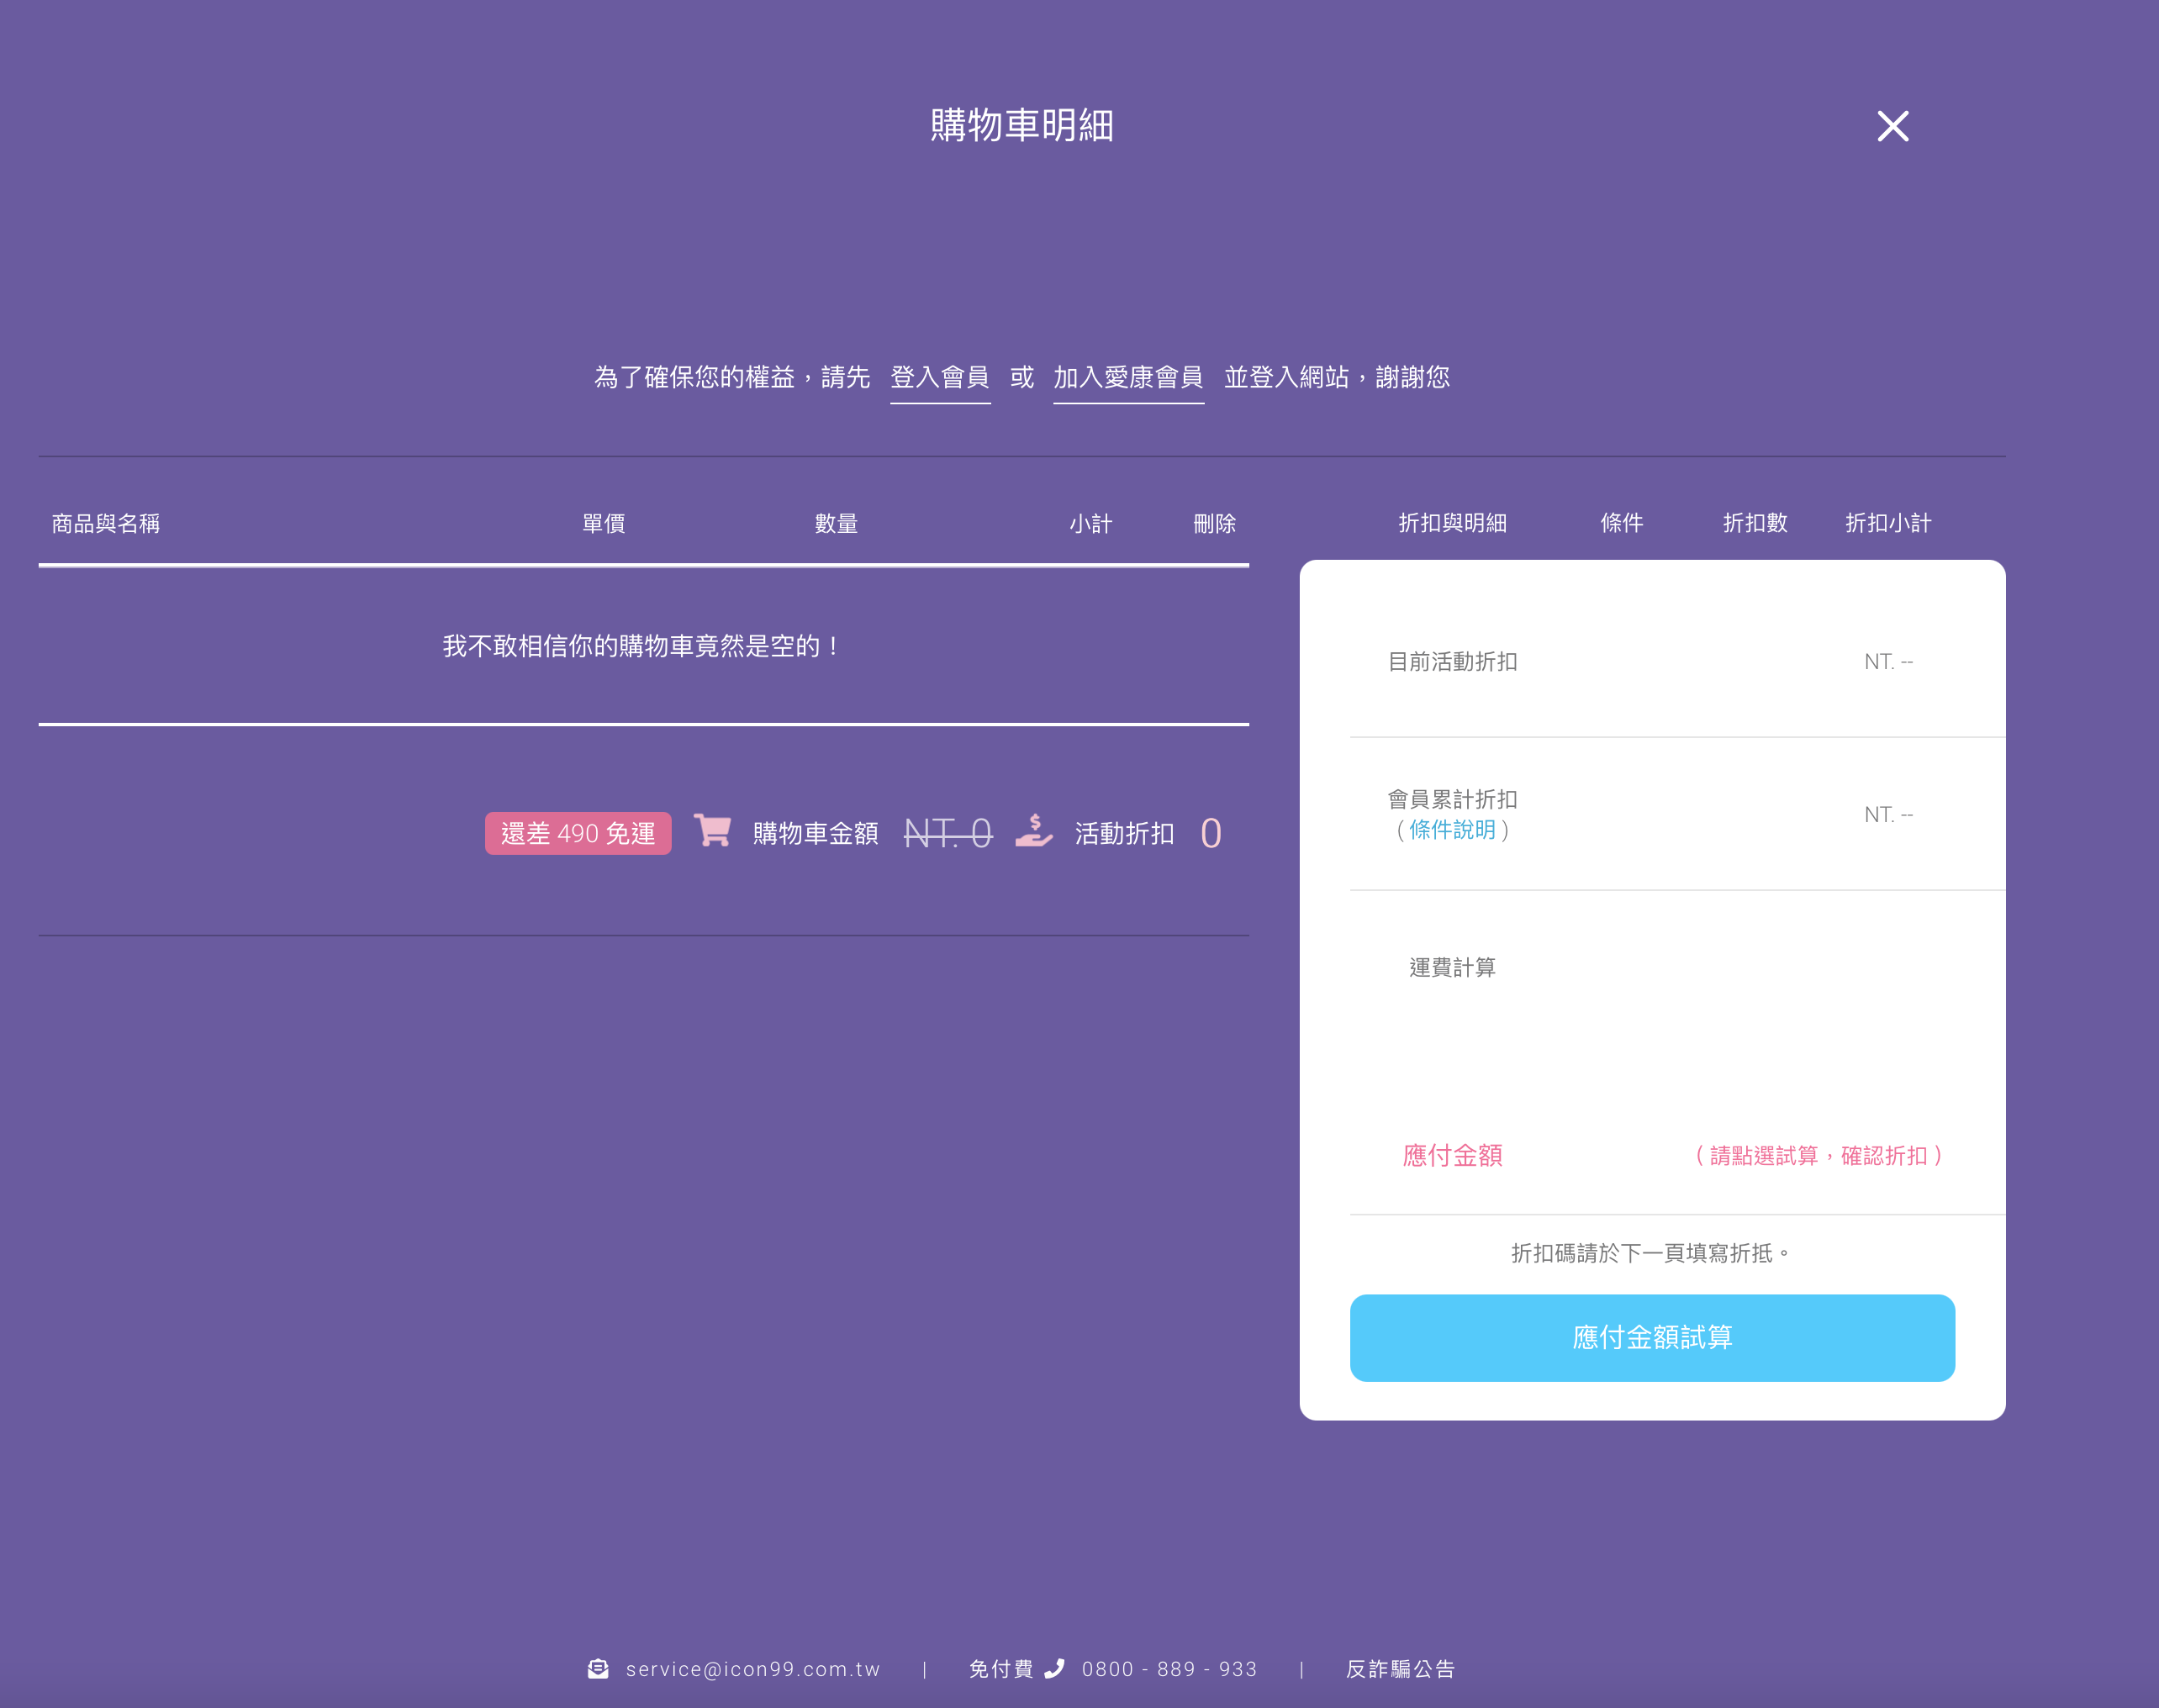 購物車明細
為了確保您的權益，請先 登入會員 或 加入愛康會員 並登入網站，謝謝您
商品與名稱 單價 數量 小計 刪除
我不敢相信你的購物車竟然是空的！
還差 490 免運 購物車金額 NT. 0 活動折扣 0
折扣與明細 條件 折扣數 折扣小計
目前活動折扣 NT. --
會員累計折扣 NT. --
( 條件說明 )
運費計算
應付金額 ( 請點選試算，確認折扣 )
折扣碼請於下一頁填寫折抵。
應付金額試算
service@icon99.com.tw | 免付費 0800 - 889 - 933 | 反詐騙公告